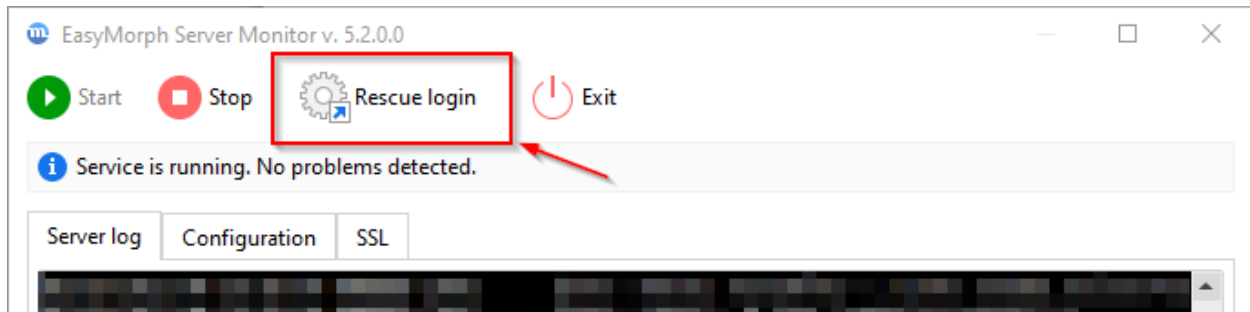 EasyMorph Server Monitor v. 5.2.0.0
Start Stop Rescue login Exit
Service is running. No problems detected.
Server log Configuration SSL